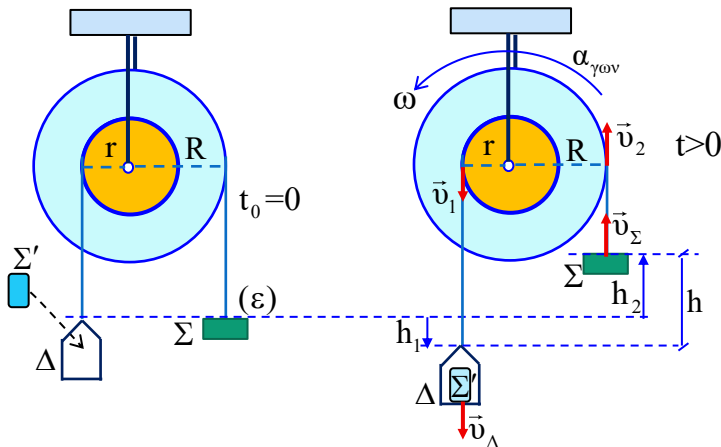 r R
t₀=0
Σ′
(ε)
Δ Σ
α_γων
ω
r R
υ⃗₂ t>0
υ⃗₁
υ⃗_Σ
Σ
h₂ h
h₁
Δ Σ′
υ⃗_Δ